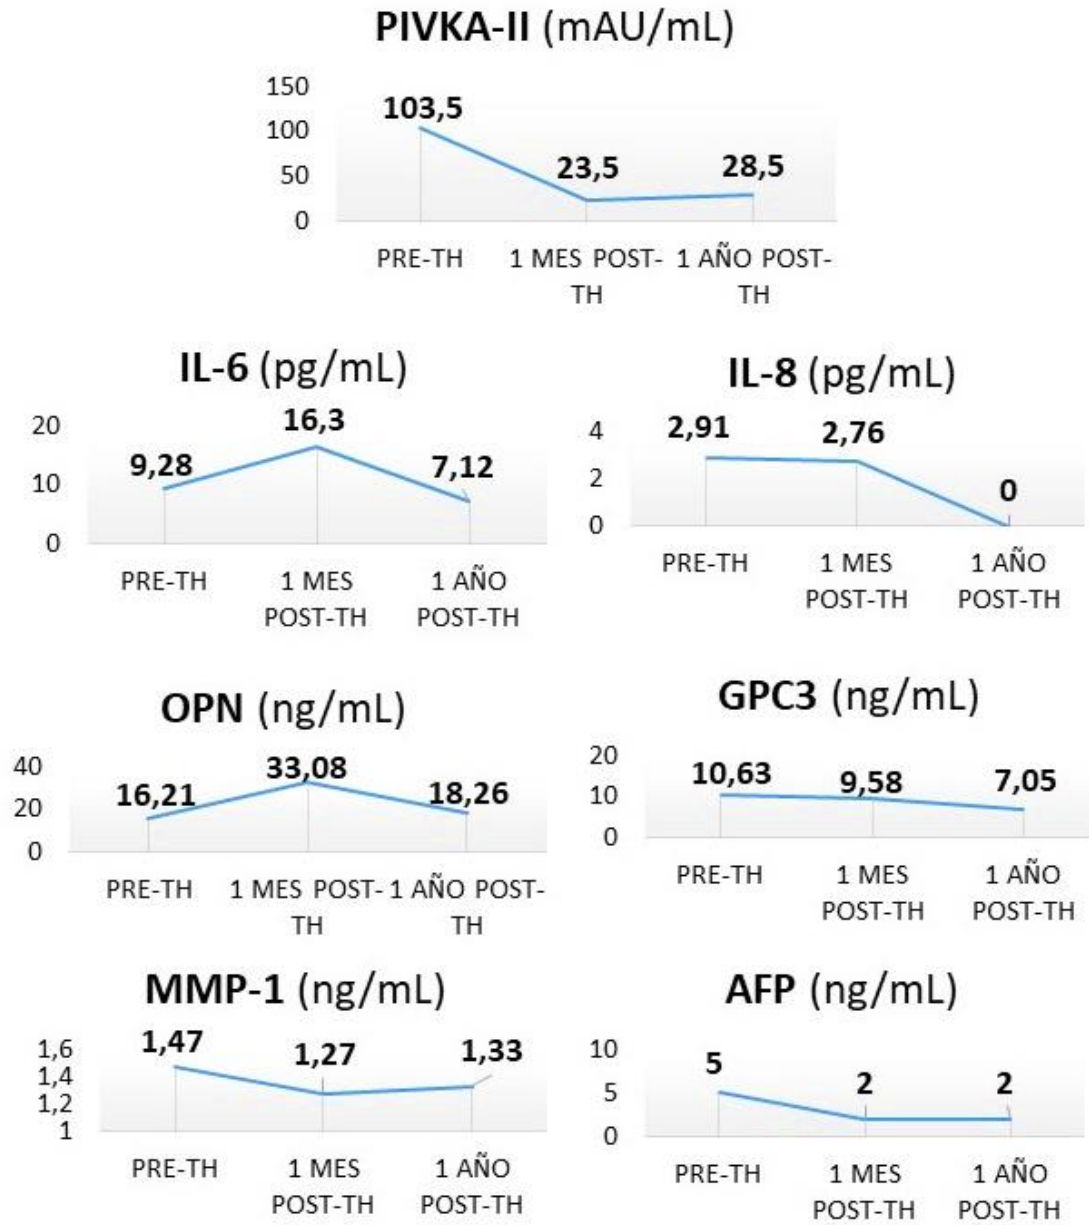 PIVKA-II (mAU/mL)
150
103,5
100
23,5
28,5
50
0
PRE-TH
1 MES POST-
TH
1 AÑO POST-
TH
IL-6 (pg/mL)
20
16,3
9,28
7,12
10
0
PRE-TH
1 MES
POST-TH
1 AÑO
POST-TH
IL-8 (pg/mL)
4
2,91
2,76
2
0
0
PRE-TH
1 MES
POST-TH
1 AÑO
POST-TH
OPN (ng/mL)
40
33,08
16,21
18,26
20
0
PRE-TH
1 MES POST-
TH
1 AÑO POST-
TH
GPC3 (ng/mL)
20
10,63
9,58
7,05
10
0
PRE-TH
1 MES
POST-TH
1 AÑO
POST-TH
MMP-1 (ng/mL)
1,6
1,47
1,27
1,33
1,4
1,2
1
PRE-TH
1 MES
POST-TH
1 AÑO
POST-TH
AFP (ng/mL)
10
5
2
2
5
0
PRE-TH
1 MES
POST-TH
1 AÑO
POST-TH